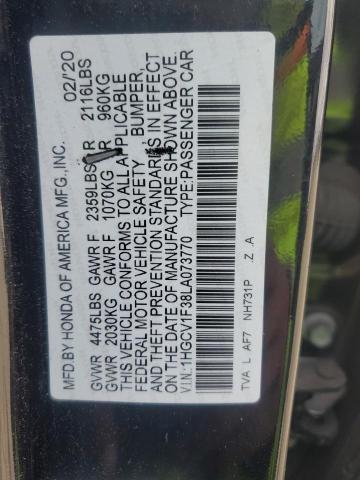 MFD BY HONDA OF AMERICA MFG., INC. 02/'20
GVWR 4475LBS GAWR F 2359LBS R 2116LBS
GVWR 2030KG GAWR F 1070KG R 960KG
THIS VEHICLE CONFORMS TO ALL APPLICABLE
FEDERAL MOTOR VEHICLE SAFETY BUMPER,
AND THEFT PREVENTION STANDARDS IN EFFECT
ON THE DATE OF MANUFACTURE SHOWN ABOVE.
V.I.N.: 1HGCV1F38LA073770 TYPE: PASSENGER CAR
TVA L AF7 NH731P .Z .A